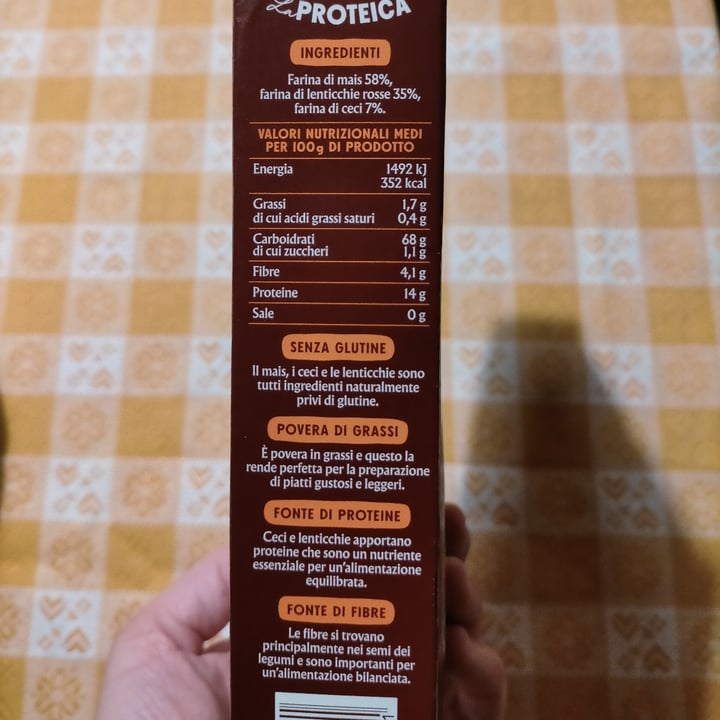 La PROTEICA
INGREDIENTI
Farina di mais 58%,
farina di lenticchie rosse 35%,
farina di ceci 7%.
VALORI NUTRIZIONALI MEDI
PER 100g DI PRODOTTO
Energia 1492 kJ
352 kcal
Grassi 1,7 g
di cui acidi grassi saturi 0,4 g
Carboidrati 68 g
di cui zuccheri 1,1 g
Fibre 4,1 g
Proteine 14 g
Sale 0 g
SENZA GLUTINE
Il mais, i ceci e le lenticchie sono
tutti ingredienti naturalmente
privi di glutine.
POVERA DI GRASSI
È povera in grassi e questo la
rende perfetta per la preparazione
di piatti gustosi e leggeri.
FONTE DI PROTEINE
Ceci e lenticchie apportano
proteine che sono un nutriente
essenziale per un'alimentazione
equilibrata.
FONTE DI FIBRE
Le fibre si trovano
principalmente nei semi dei
legumi e sono importanti per
un'alimentazione bilanciata.